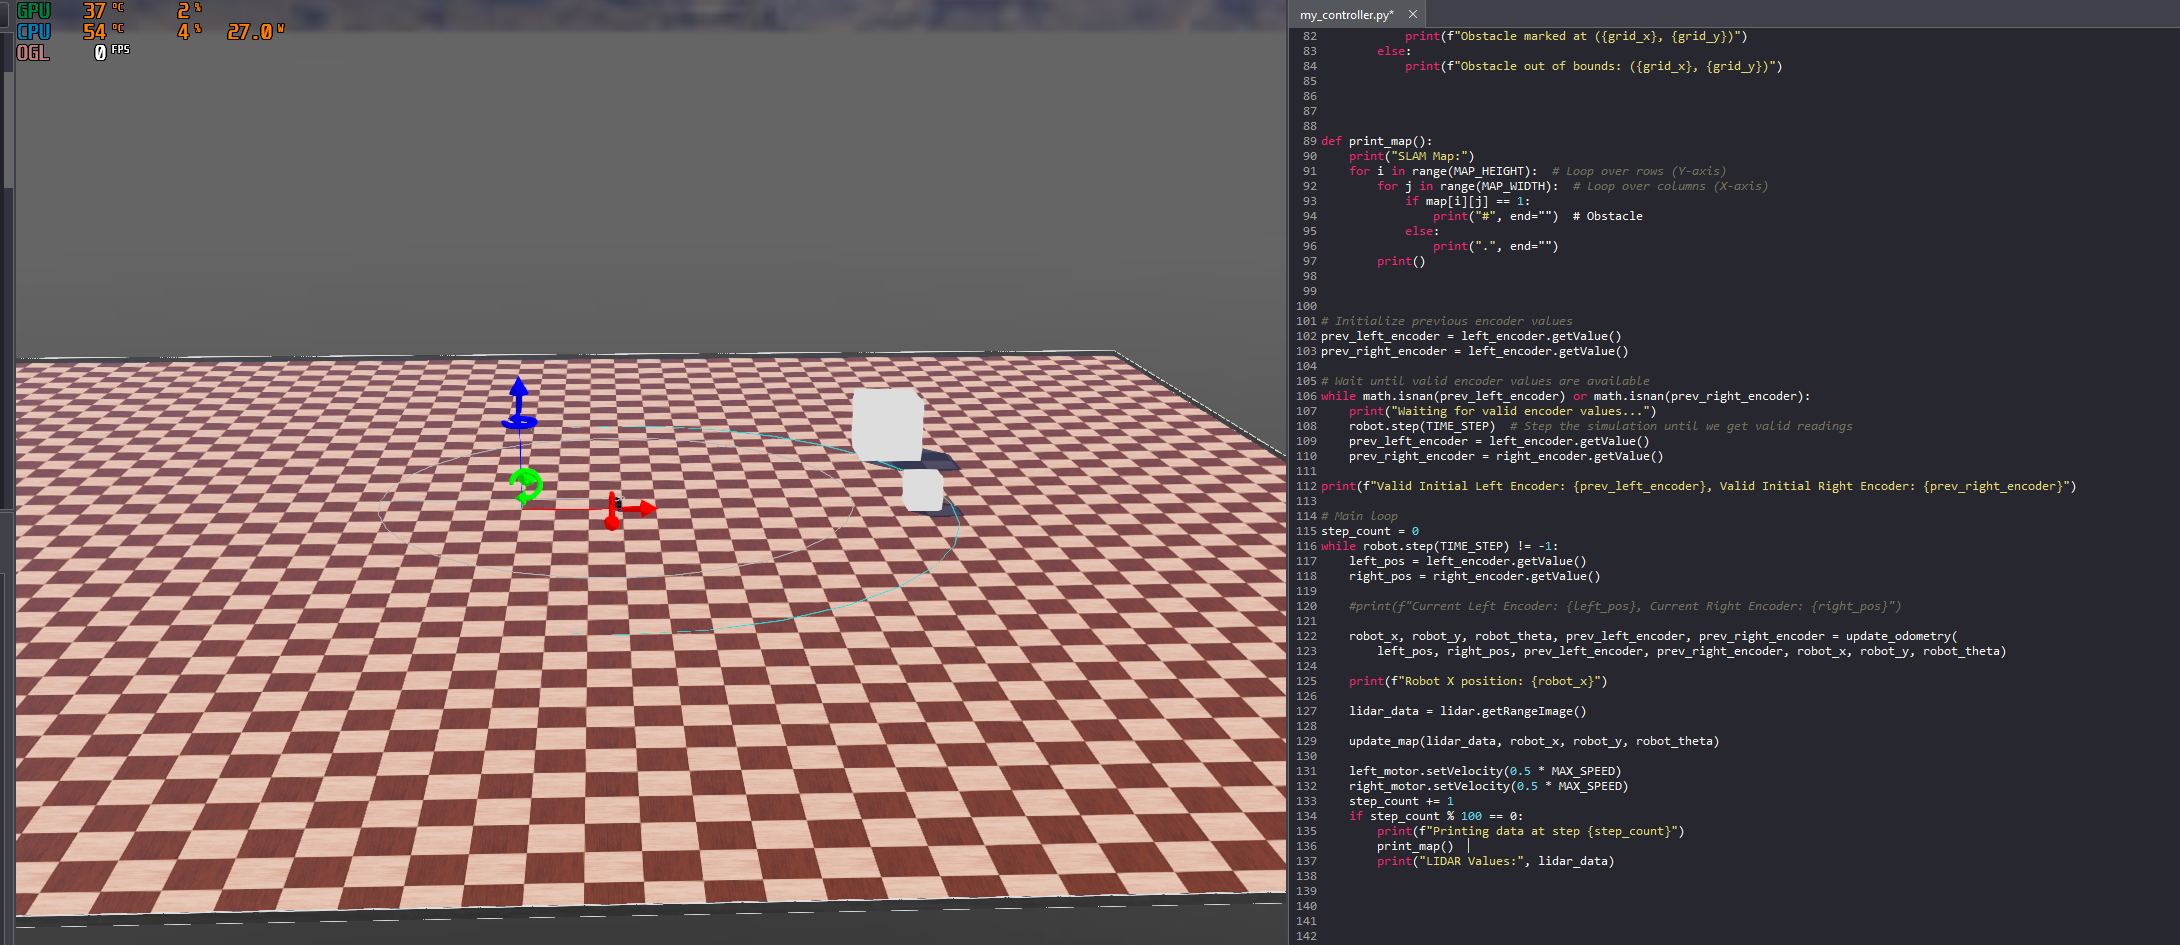 GPU 37 °C 2 %
CPU 54 °C 4 % 27.0 W
OGL 0 FPS
my_controller.py*
82 print(f"Obstacle marked at ({grid_x}, {grid_y})")
83 else:
84 print(f"Obstacle out of bounds: ({grid_x}, {grid_y})")
85
86
87
88
89 def print_map():
90 print("SLAM Map:")
91 for i in range(MAP_HEIGHT): # Loop over rows (Y-axis)
92 for j in range(MAP_WIDTH): # Loop over columns (X-axis)
93 if map[i][j] == 1:
94 print("#", end="") # Obstacle
95 else:
96 print(".", end="")
97 print()
98
99
100
101 # Initialize previous encoder values
102 prev_left_encoder = left_encoder.getValue()
103 prev_right_encoder = left_encoder.getValue()
104
105 # Wait until valid encoder values are available
106 while math.isnan(prev_left_encoder) or math.isnan(prev_right_encoder):
107 print("Waiting for valid encoder values...")
108 robot.step(TIME_STEP) # Step the simulation until we get valid readings
109 prev_left_encoder = left_encoder.getValue()
110 prev_right_encoder = right_encoder.getValue()
111
112 print(f"Valid Initial Left Encoder: {prev_left_encoder}, Valid Initial Right Encoder: {prev_right_encoder}")
113
114 # Main loop
115 step_count = 0
116 while robot.step(TIME_STEP) != -1:
117 left_pos = left_encoder.getValue()
118 right_pos = right_encoder.getValue()
119
120 #print(f"Current Left Encoder: {left_pos}, Current Right Encoder: {right_pos}")
121
122 robot_x, robot_y, robot_theta, prev_left_encoder, prev_right_encoder = update_odometry(
123 left_pos, right_pos, prev_left_encoder, prev_right_encoder, robot_x, robot_y, robot_theta)
124
125 print(f"Robot X position: {robot_x}")
126
127 lidar_data = lidar.getRangeImage()
128
129 update_map(lidar_data, robot_x, robot_y, robot_theta)
130
131 left_motor.setVelocity(0.5 * MAX_SPEED)
132 right_motor.setVelocity(0.5 * MAX_SPEED)
133 step_count += 1
134 if step_count % 100 == 0:
135 print(f"Printing data at step {step_count}")
136 print_map()
137 print("LIDAR Values:", lidar_data)
138
139
140
141
142